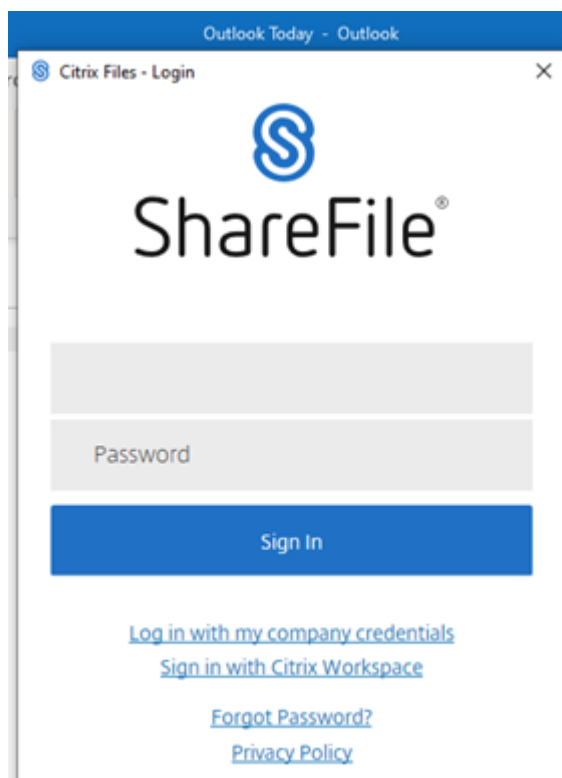 Outlook Today - Outlook
Citrix Files - Login
ShareFile®
Password
Sign In
Log in with my company credentials
Sign in with Citrix Workspace
Forgot Password?
Privacy Policy